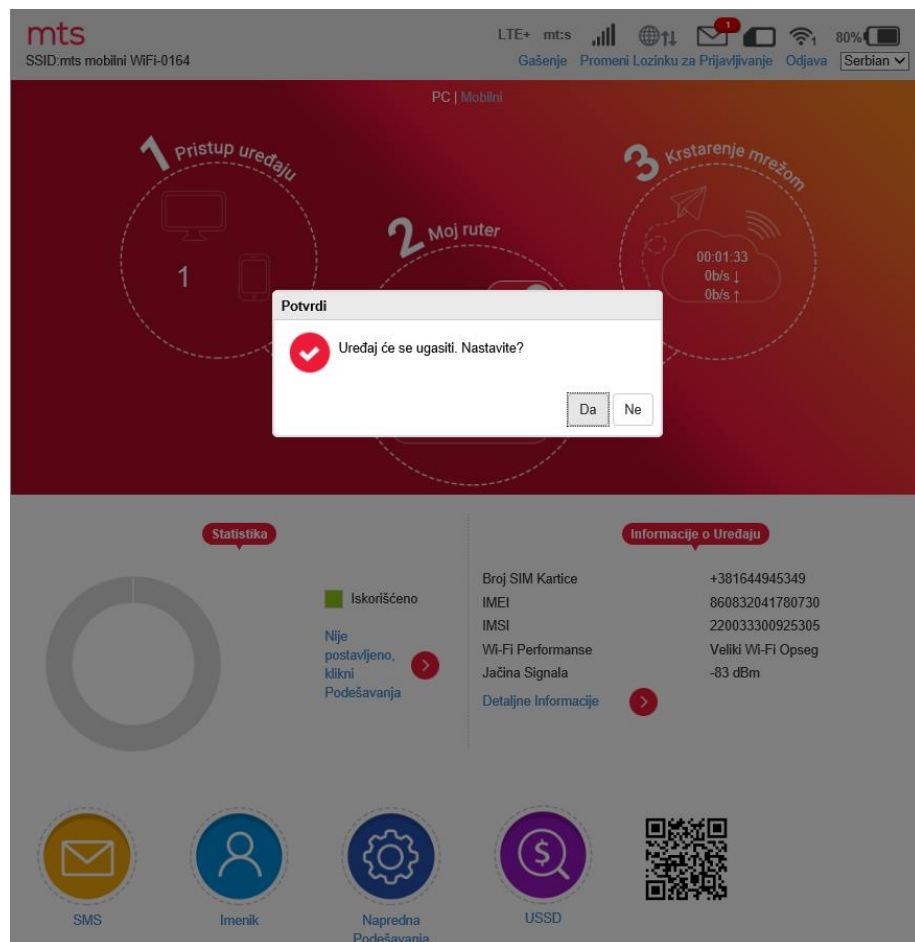 mts
LTE+ mt:s 1 1 80%
SSID:mts mobilni WiFi-0164
Gašenje Promeni Lozinku za Prijavljivanje Odjava Serbian
PC | Mobilni
1 Pristup uređaju
3 Krstarenje mrežom
2 Moj ruter
00:01:33
1
0b/s ↓
0b/s ↑
Potvrdi
Uređaj će se ugasiti. Nastavite?
Da Ne
Statistika
Informacije o Uređaju
Iskorišćeno
Nije
postavljeno,
klikni
Podešavanja
Broj SIM Kartice +381644945349
IMEI 860832041780730
IMSI 220033300925305
Wi-Fi Performanse Veliki Wi-Fi Opseg
Jačina Signala -83 dBm
Detaljne Informacije
SMS
Imenik
Napredna
Podešavanja
USSD